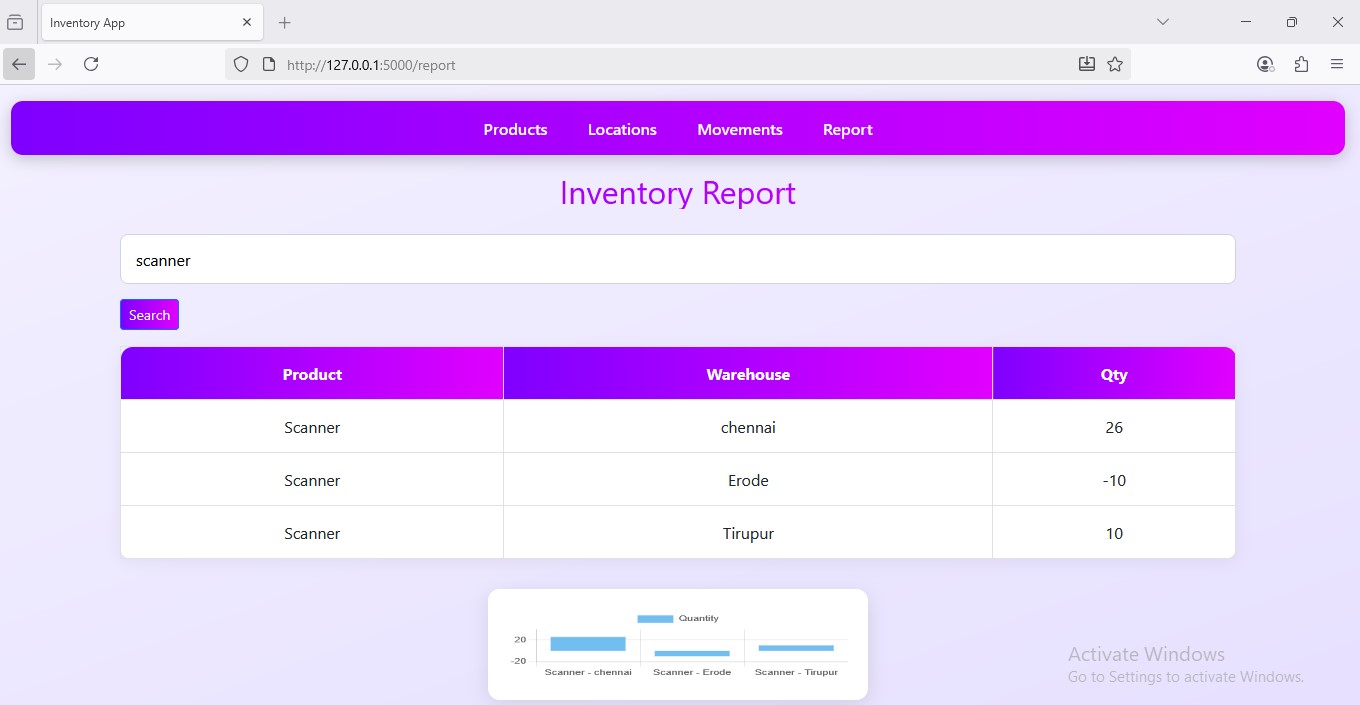 Inventory App
http://127.0.0.1:5000/report
Products Locations Movements Report
Inventory Report
scanner
Search
Product Warehouse Qty
Scanner chennai 26
Scanner Erode -10
Scanner Tirupur 10
Quantity
20
-20
Scanner - chennai Scanner - Erode Scanner - Tirupur
Activate Windows
Go to Settings to activate Windows.